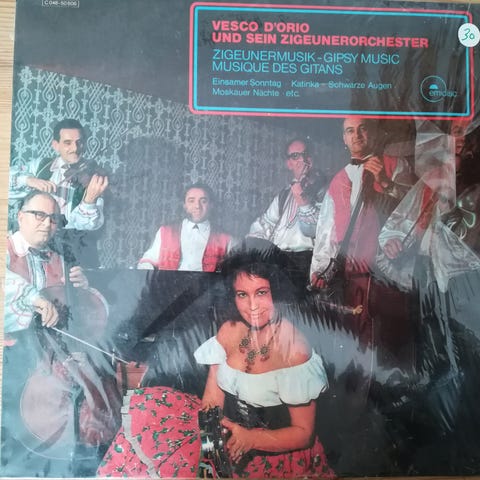 C 048-50 606
VESCO D'ORIO
UND SEIN ZIGEUNERORCHESTER
ZIGEUNERMUSIK - GIPSY MUSIC
MUSIQUE DES GITANS
Einsamer Sonntag · Katinka - Schwarze Augen
Moskauer Nächte · etc.
emidisc
30